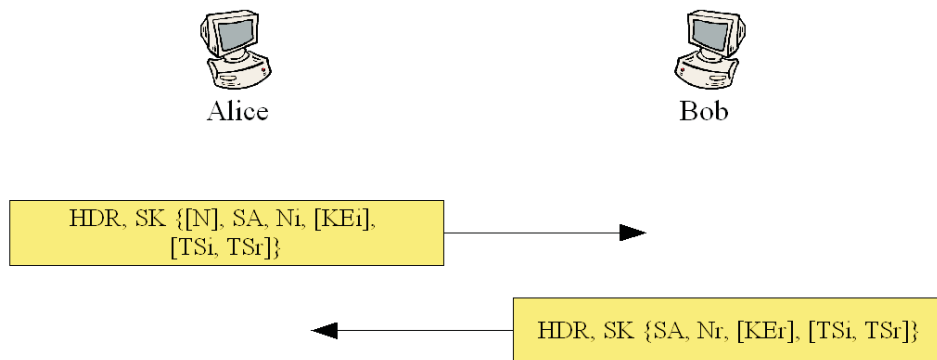 Alice
Bob
HDR, SK {[N], SA, Ni, [KEi],
[TSi, TSr]}
HDR, SK {SA, Nr, [KEr], [TSi, TSr]}